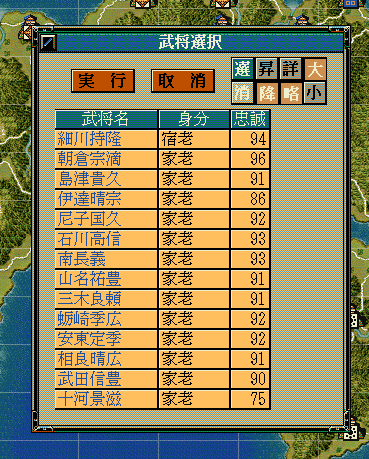 武将選択
実行 取消 選 昇 詳 大
消 降 略 小
武将名 身分 忠誠
細川持隆 宿老 94
朝倉宗滴 家老 96
島津貴久 家老 91
伊達晴宗 家老 86
尼子国久 家老 92
石川高信 家老 93
南長義 家老 93
山名祐豊 家老 91
三木良頼 家老 91
蛎崎季広 家老 92
安東定季 家老 92
相良晴広 家老 91
武田信豊 家老 90
十河景滋 家老 75